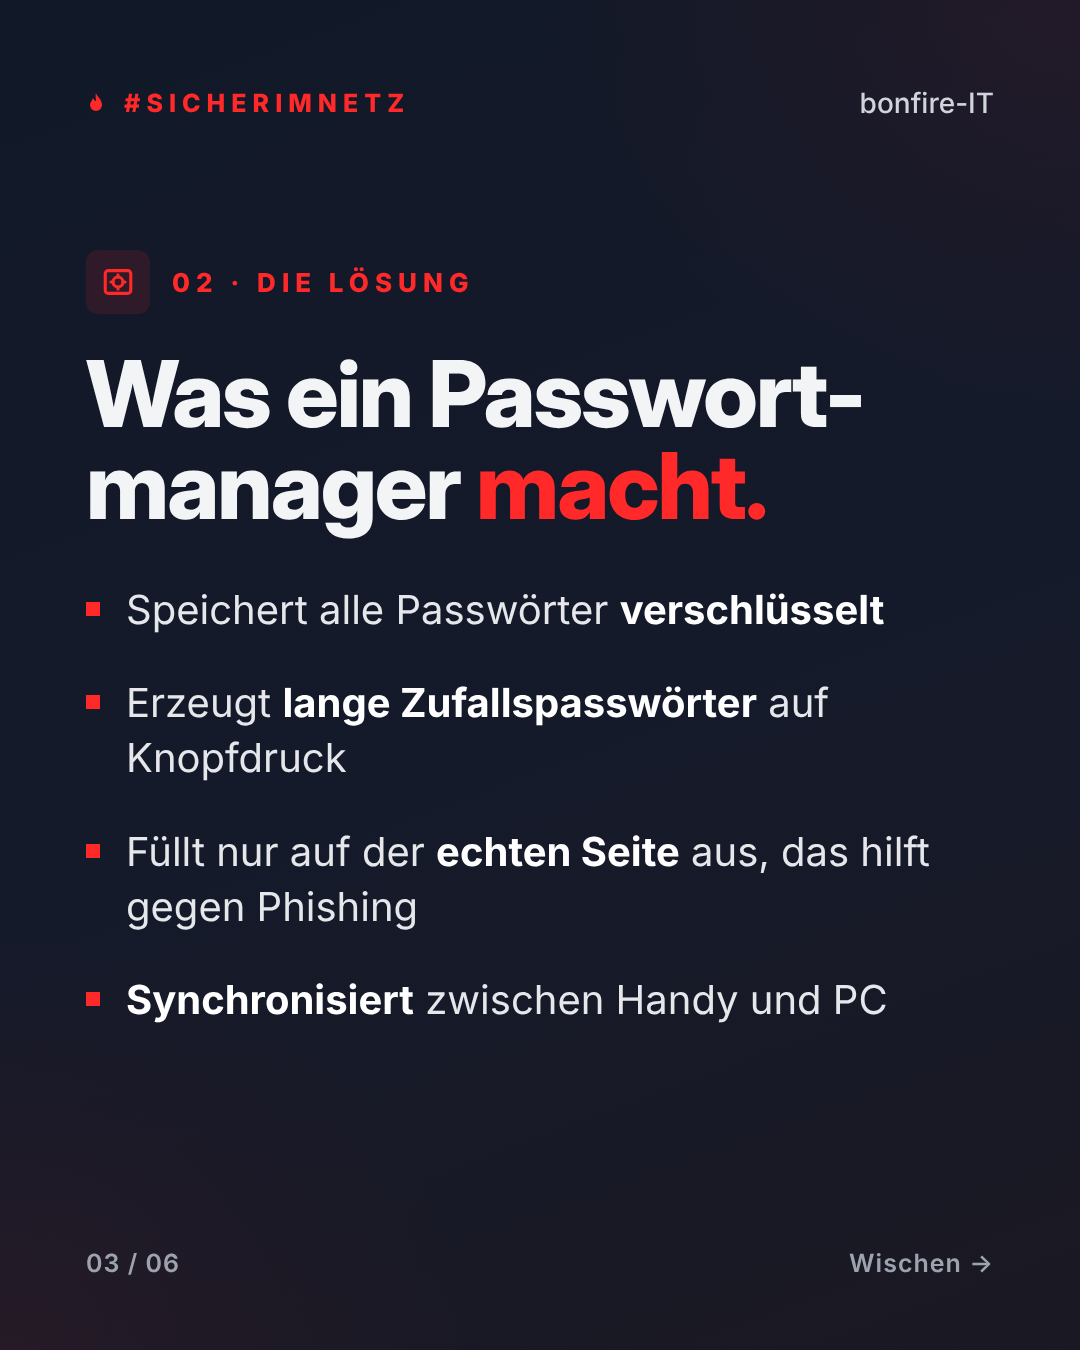 #SICHERIMNETZ
bonfire-IT
02 · DIE LÖSUNG
Was ein Passwort-
manager macht.
Speichert alle Passwörter verschlüsselt
Erzeugt lange Zufallspasswörter auf
Knopfdruck
Füllt nur auf der echten Seite aus, das hilft
gegen Phishing
Synchronisiert zwischen Handy und PC
03 / 06
Wischen →